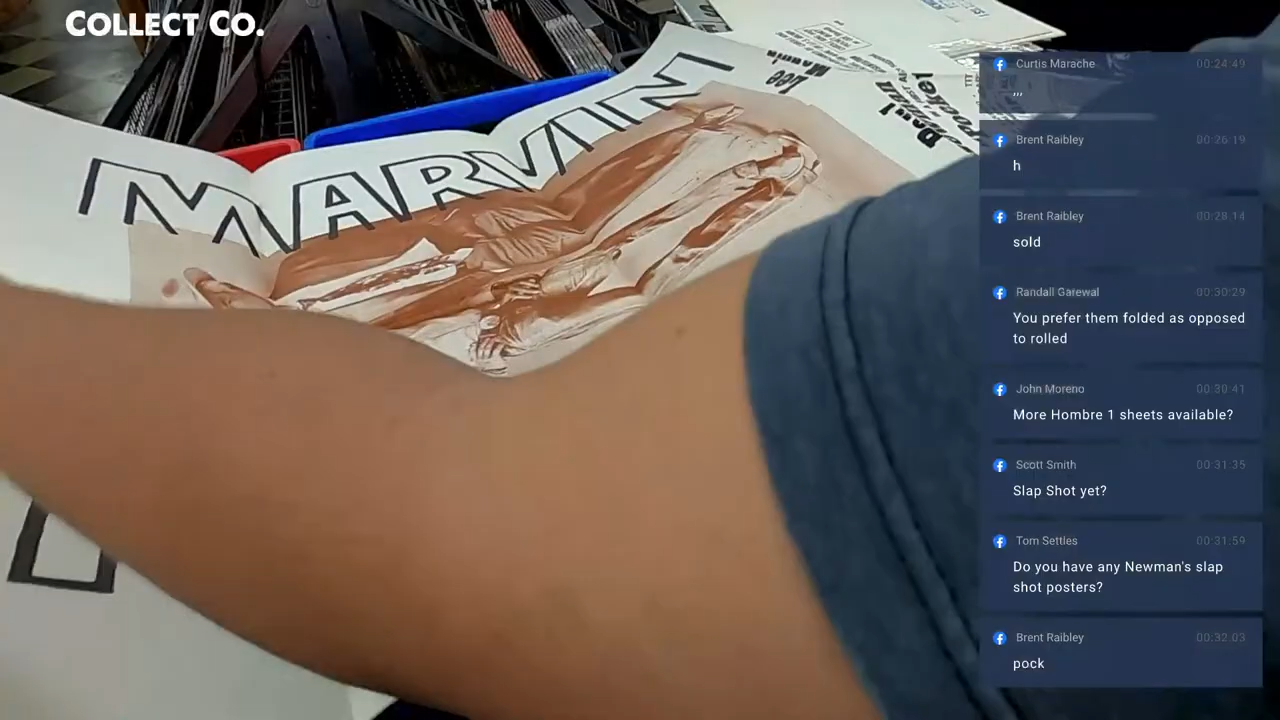 COLLECT CO.
MARVIN
Lee
Marvin
Paul
Curtis Marache 00:24:49
,,,
Brent Raibley 00:26:19
h
Brent Raibley 00:28:14
sold
Randall Garewal 00:30:29
You prefer them folded as opposed
to rolled
John Moreno 00:30:41
More Hombre 1 sheets available?
Scott Smith 00:31:35
Slap Shot yet?
Tom Settles 00:31:59
Do you have any Newman's slap
shot posters?
Brent Raibley 00:32:03
pock